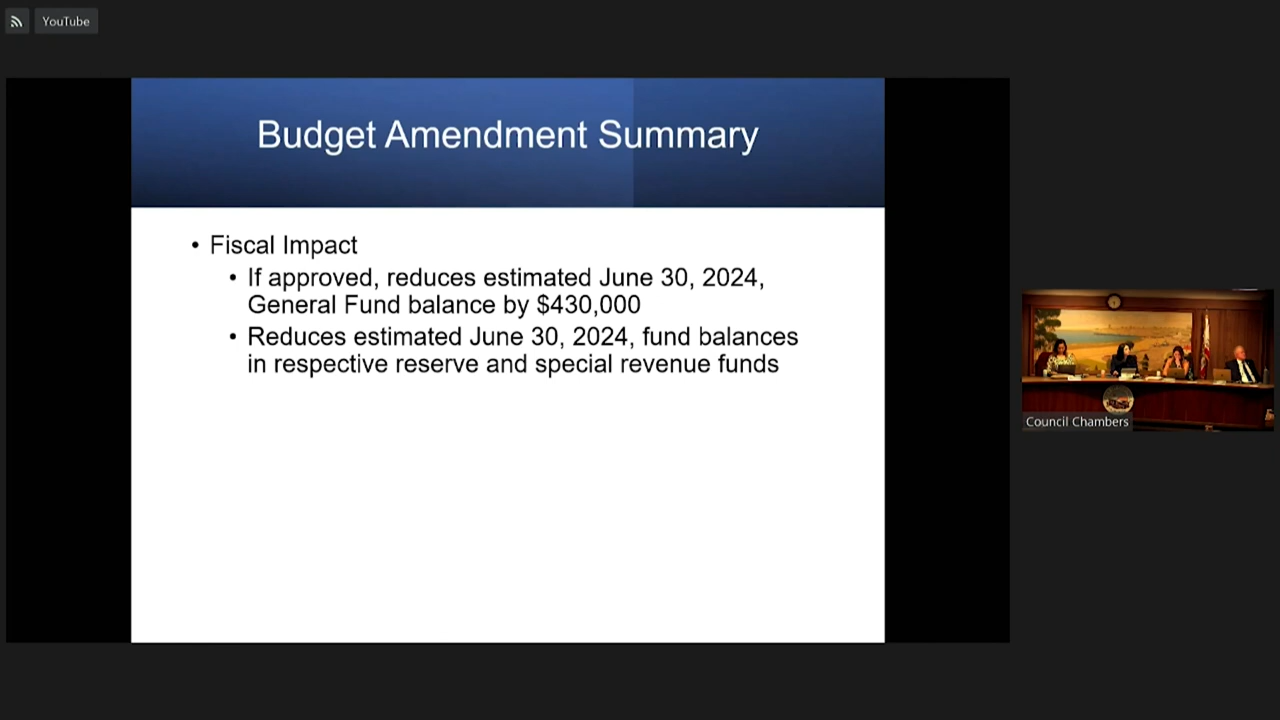 YouTube
Budget Amendment Summary
• Fiscal Impact
• If approved, reduces estimated June 30, 2024,
General Fund balance by $430,000
• Reduces estimated June 30, 2024, fund balances
in respective reserve and special revenue funds
Council Chambers